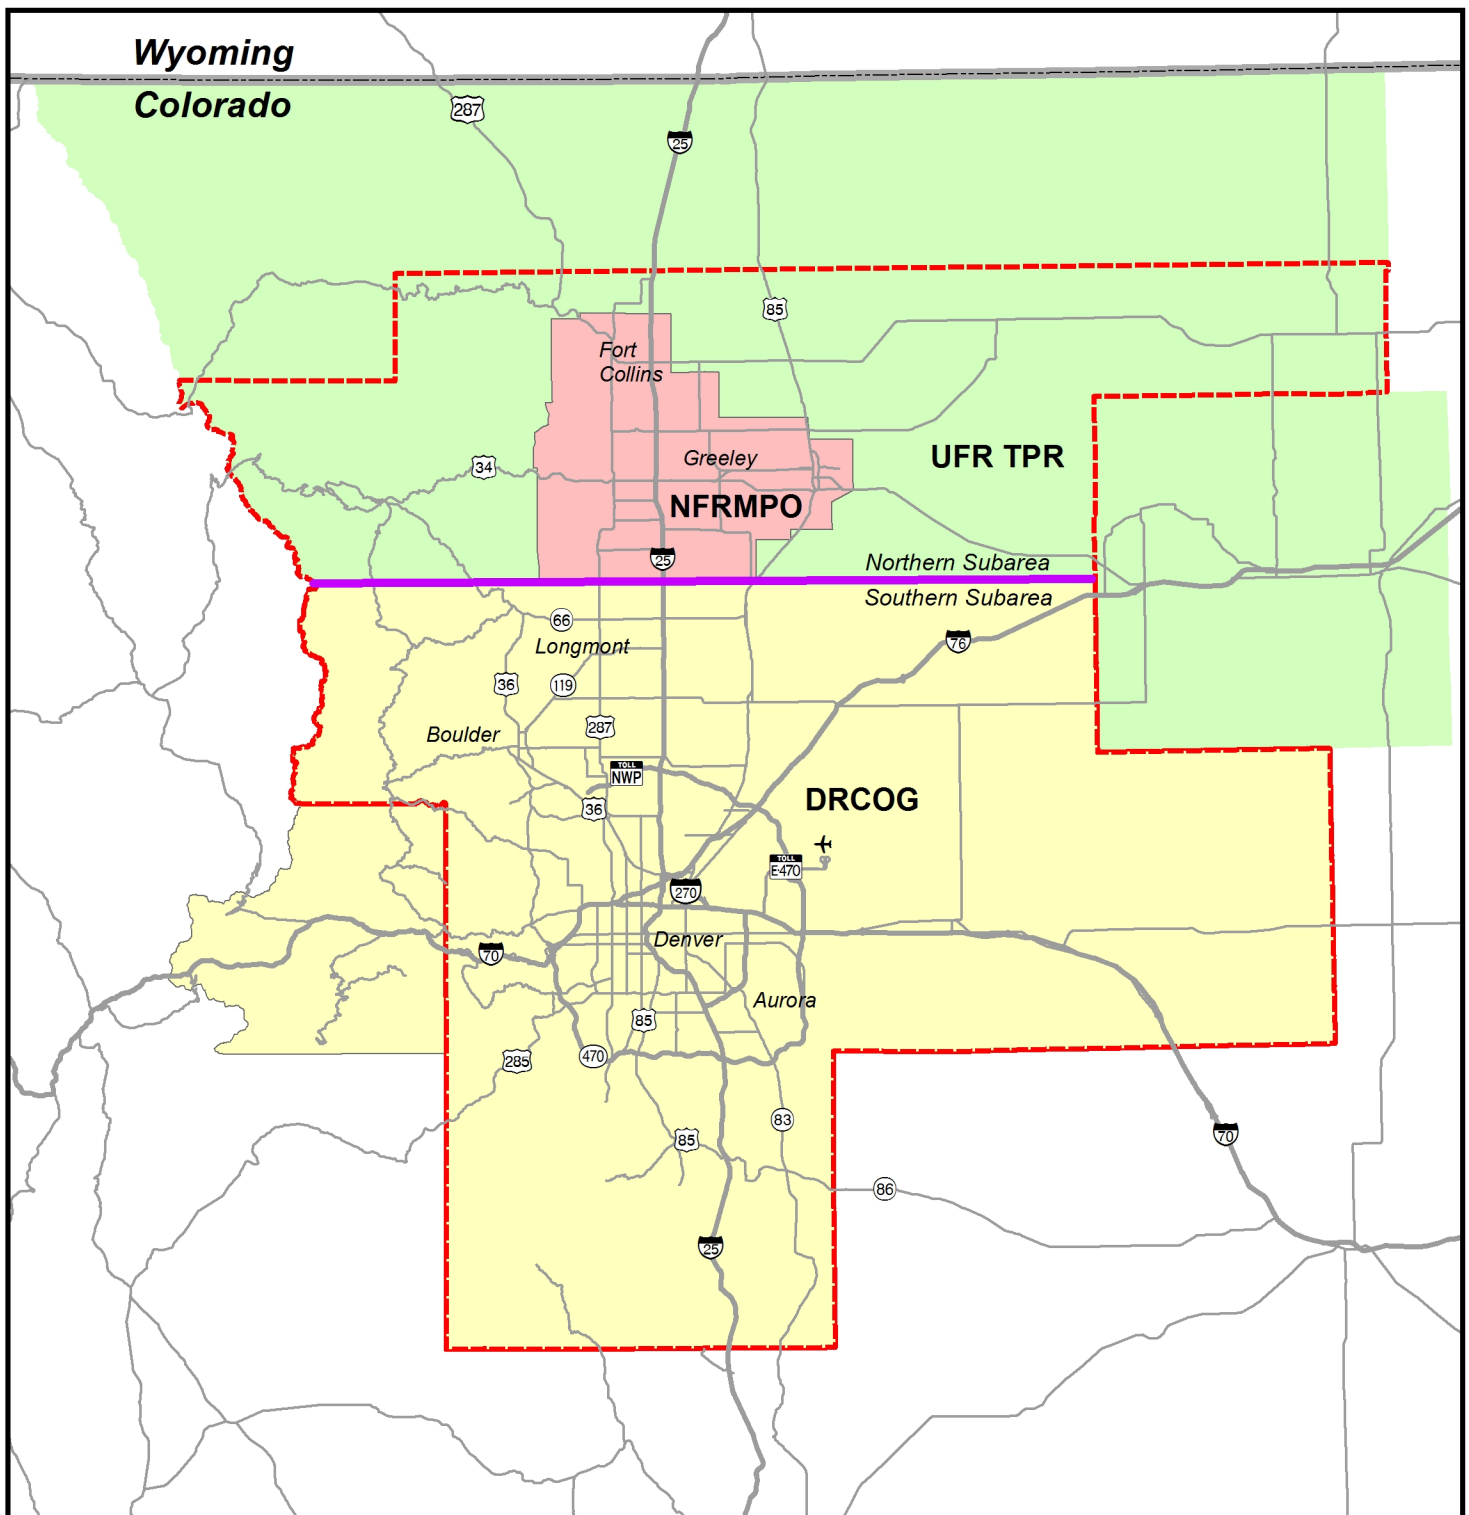 Wyoming
Colorado
287
25
85
Fort
Collins
UFR TPR
Greeley
34
NFRMPO
25
Northern Subarea
Southern Subarea
66
76
Longmont
36
119
287
Boulder
TOLL
NWP
DRCOG
36
TOLL
E-470
270
Denver
70
Aurora
85
285
470
83
70
85
86
25